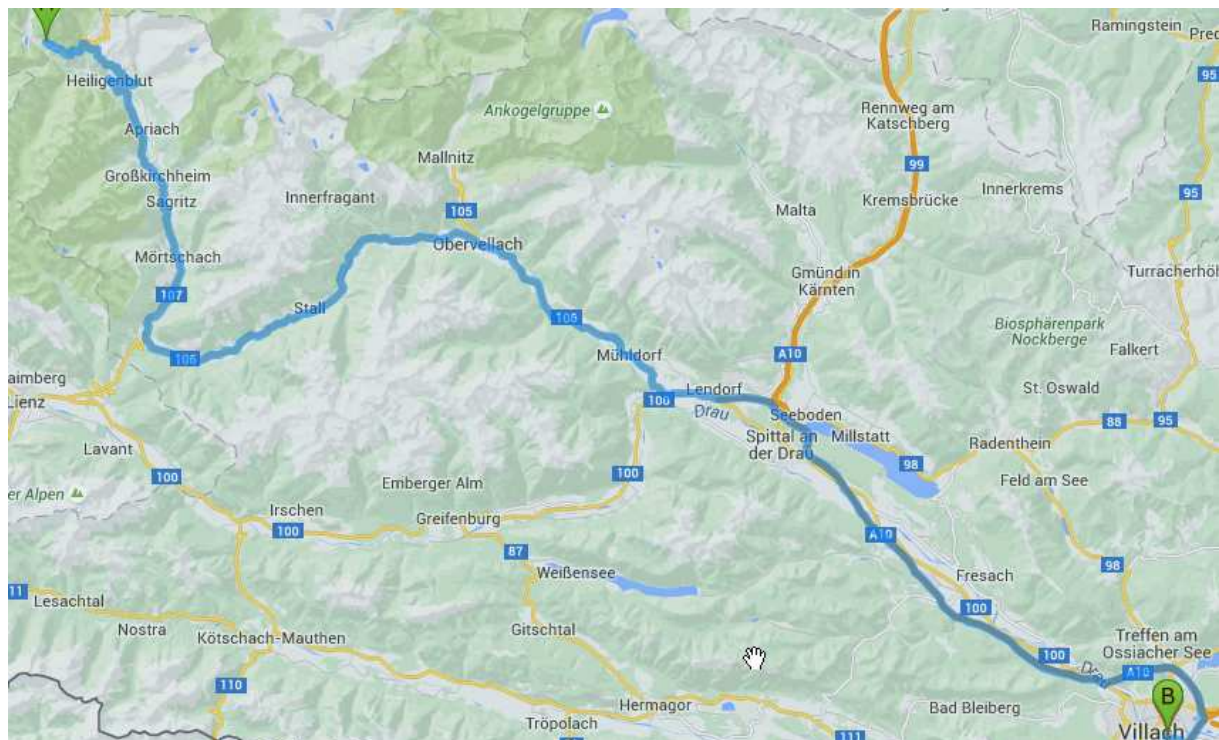 Ramingstein
95
Heiligenblut
Ankogelgruppe
Rennweg am
Katschberg
Apriach
Mallnitz
99
Großkirchheim
Sagritz
Innerfragant
Innerkrems
95
Kremsbrücke
105
Malta
Obervellach
Mörtschach
Gmünd in
Kärnten
107
Stall
106
Biosphärenpark
Nockberge
Falkert
106
Mühldorf
A10
Lienz
St. Oswald
Lendorf
100
Drau
Seeboden
88
95
Spittal an
der Drau
Millstatt
Radenthein
Lavant
98
100
100
Feld am See
Emberger Alm
er Alpen
Irschen
Greifenburg
100
A10
87
98
Weißensee
Fresach
11
Lesachtal
100
Nostra
Kötschach-Mauthen
Gitschtal
Treffen am
Ossiacher See
100
A10
Drau
110
B
Hermagor
Bad Bleiberg
Tröpolach
111
Villach